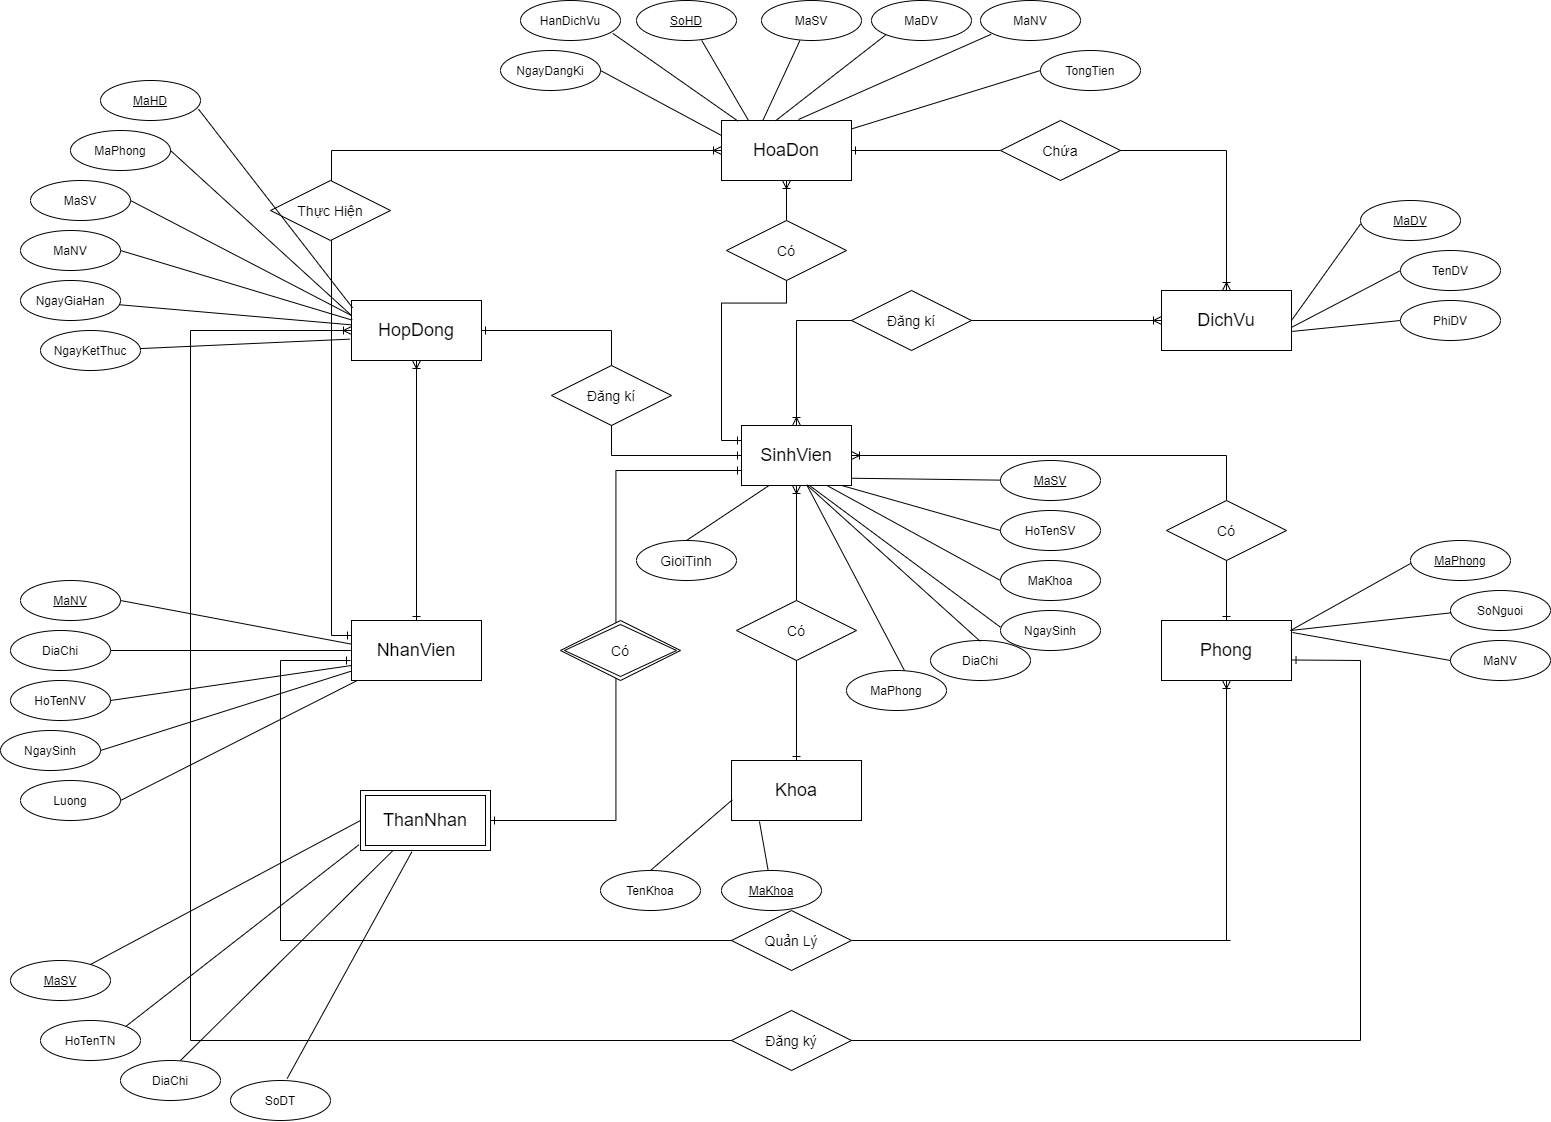 HanDichVu
SoHD
MaSV
MaDV
MaNV
NgayDangKi
TongTien
MaHD
MaPhong
HoaDon
Chứa
MaSV
Thực Hiện
MaDV
MaNV
Có
TenDV
NgayGiaHan
HopDong
Đăng kí
DichVu
PhiDV
NgayKetThuc
Đăng kí
SinhVien
MaSV
HoTenSV
Có
GioiTinh
MaPhong
MaKhoa
MaNV
SoNguoi
Có
NgaySinh
DiaChi
NhanVien
Có
Phong
DiaChi
MaNV
MaPhong
HoTenNV
NgaySinh
Khoa
Luong
ThanNhan
TenKhoa
MaKhoa
Quản Lý
MaSV
HoTenTN
Đăng ký
DiaChi
SoDT